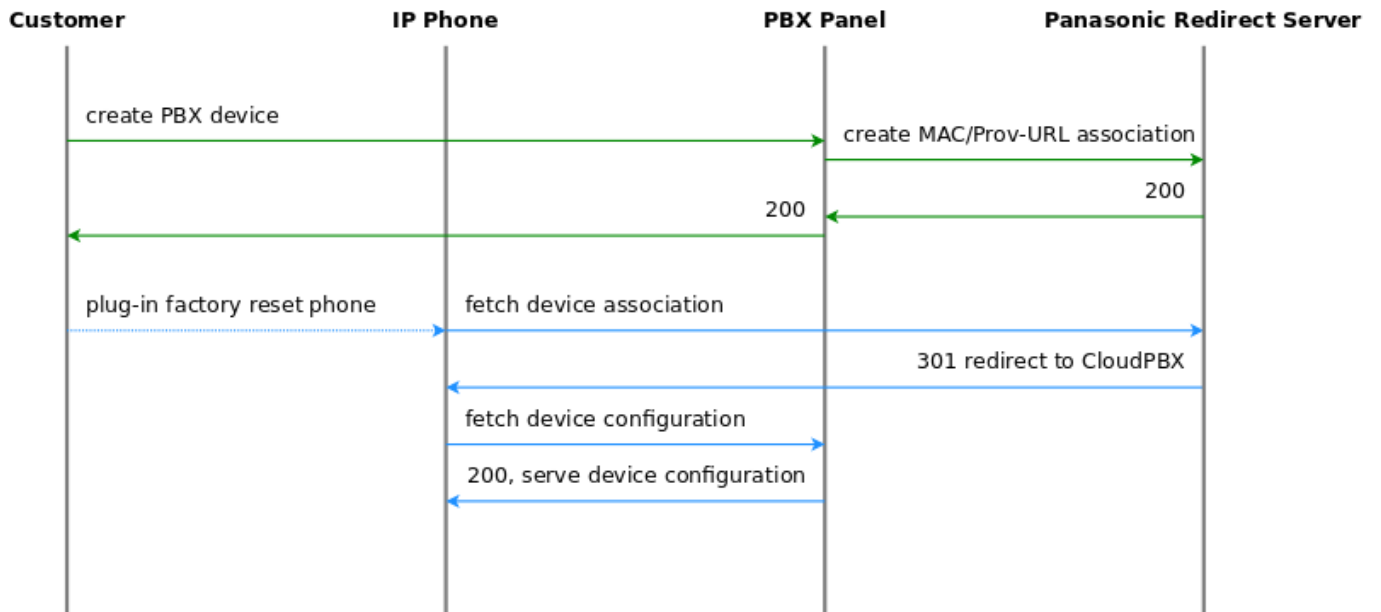 Customer
IP Phone
PBX Panel
Panasonic Redirect Server
create PBX device
create MAC/Prov-URL association
200
200
plug-in factory reset phone
fetch device association
301 redirect to CloudPBX
fetch device configuration
200, serve device configuration